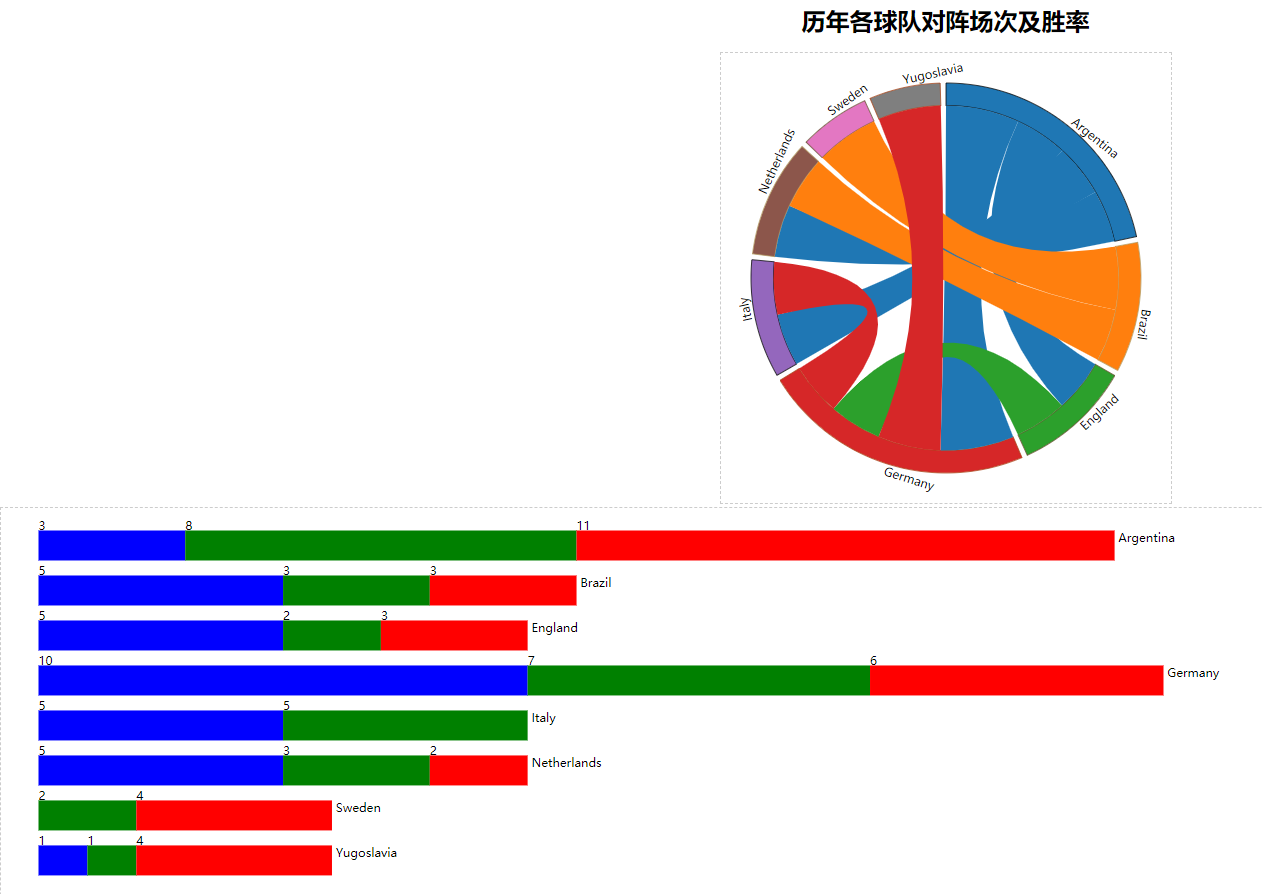 历年各球队对阵场次及胜率
Yugoslavia
Sweden
Argentina
Netherlands
Italy
Brazil
England
Germany
3 8 11
Argentina
5 3 3
Brazil
5 2 3
England
10 7 6
Germany
5 5
Italy
5 3 2
Netherlands
2 4
Sweden
1 1 4
Yugoslavia